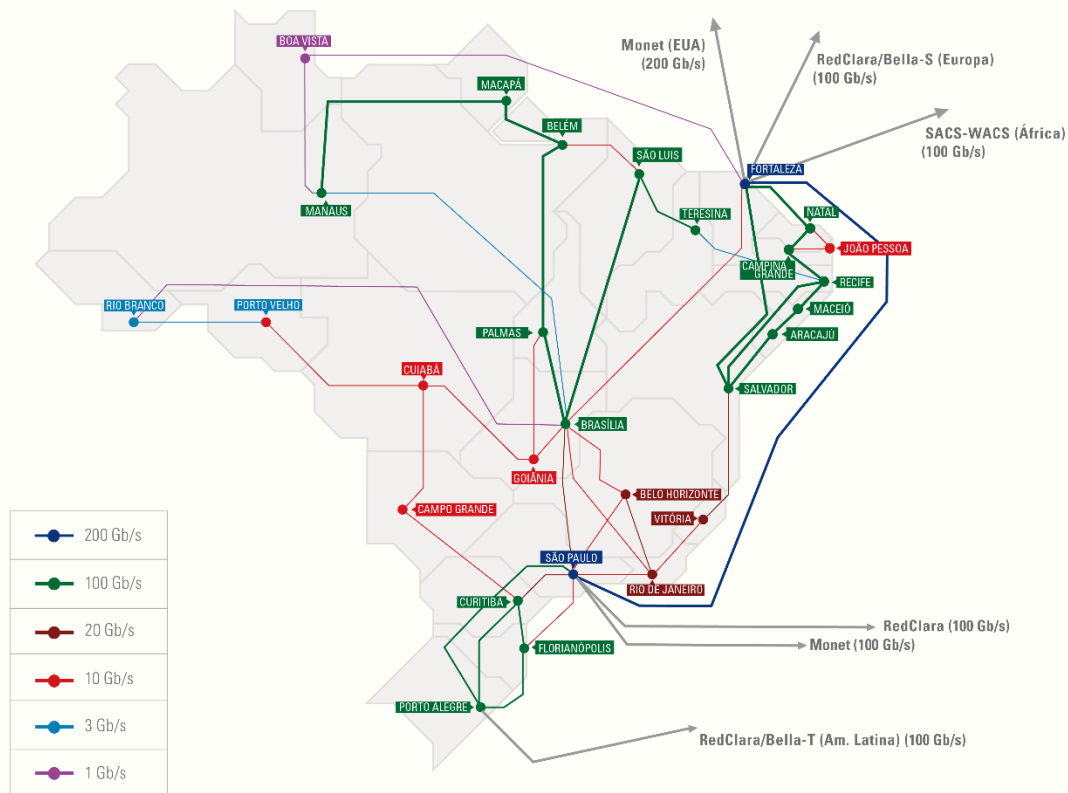 BOA VISTA
Monet (EUA)
(200 Gb/s)
RedClara/Bella-S (Europa)
(100 Gb/s)
MACAPÁ
SACS-WACS (África)
(100 Gb/s)
BELÉM
SÃO LUIS
FORTALEZA
MANAUS
TERESINA
NATAL
JOÃO PESSOA
CAMPINA
GRANDE
RECIFE
RIO BRANCO
PORTO VELHO
MACEIÓ
PALMAS
ARACAJÚ
CUIABÁ
SALVADOR
BRASÍLIA
GOIÂNIA
BELO HORIZONTE
CAMPO GRANDE
VITÓRIA
200 Gb/s
SÃO PAULO
100 Gb/s
RIO DE JANEIRO
CURITIBA
RedClara (100 Gb/s)
20 Gb/s
Monet (100 Gb/s)
FLORIANÓPOLIS
10 Gb/s
PORTO ALEGRE
3 Gb/s
RedClara/Bella-T (Am. Latina) (100 Gb/s)
1 Gb/s